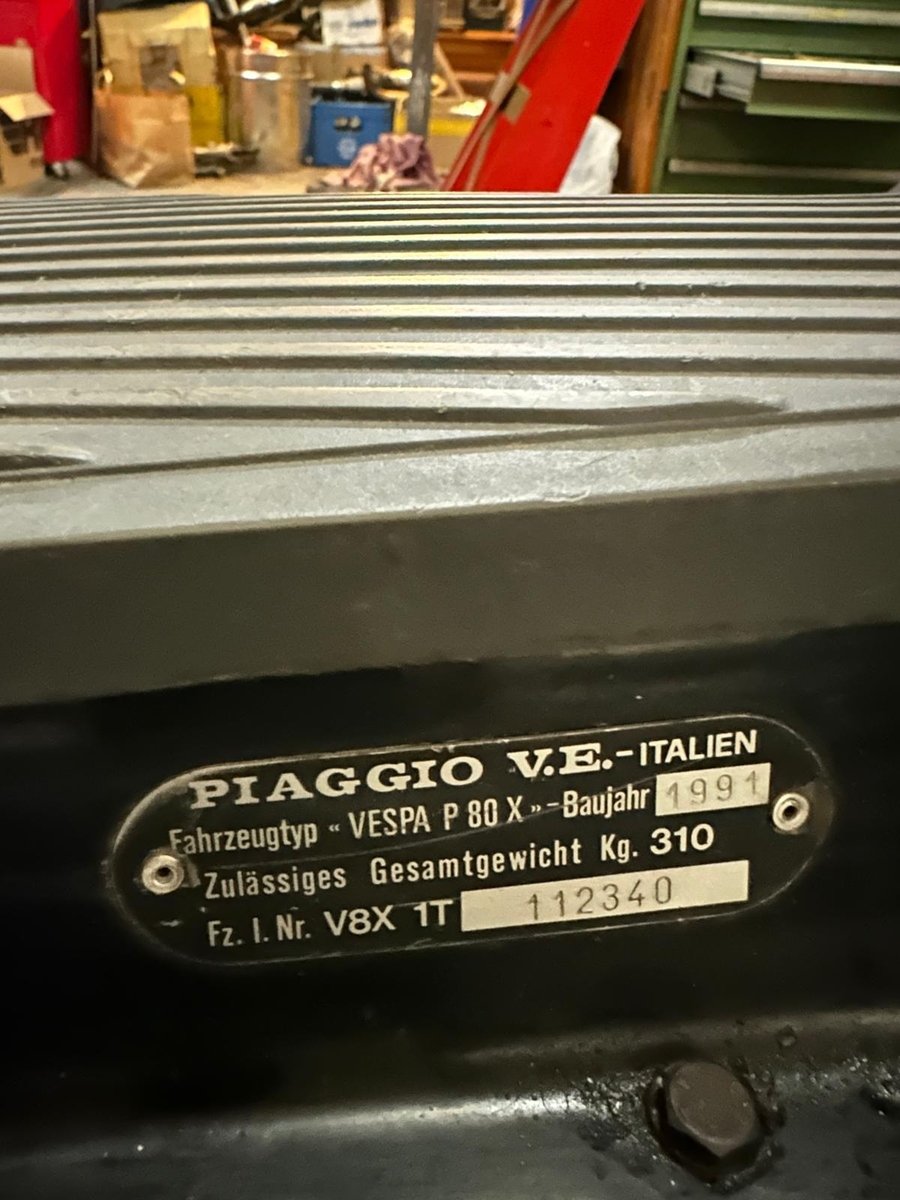 PIAGGIO V.E.-ITALIEN
Fahrzeugtyp “ VESPA P 80 X ”-Baujahr 1991
Zulässiges Gesamtgewicht Kg. 310
Fz. I. Nr. V8X 1T 112340